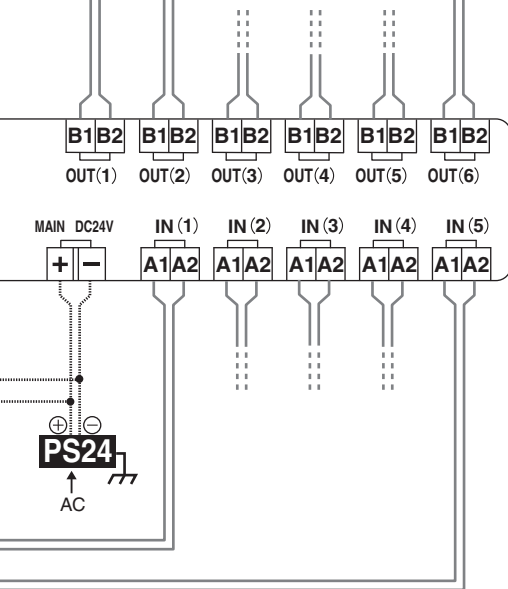 B1 B2 B1 B2 B1 B2 B1 B2 B1 B2 B1 B2
OUT(1) OUT(2) OUT(3) OUT(4) OUT(5) OUT(6)
MAIN DC24V IN (1) IN (2) IN (3) IN (4) IN (5)
+ − A1 A2 A1 A2 A1 A2 A1 A2 A1 A2
⊕ ⊖
PS24
AC